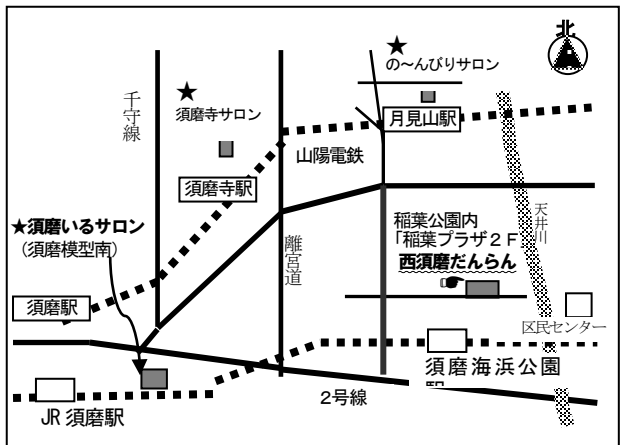 北
★
の～んびりサロン
★
須磨寺サロン
千守線
月見山駅
山陽電鉄
須磨寺駅
★須磨いるサロン
（須磨模型南）
離宮道
稲葉公園内
「稲葉プラザ２Ｆ」
西須磨だんらん
天井川
須磨駅
区民センター
須磨海浜公園
駅
2号線
JR 須磨駅